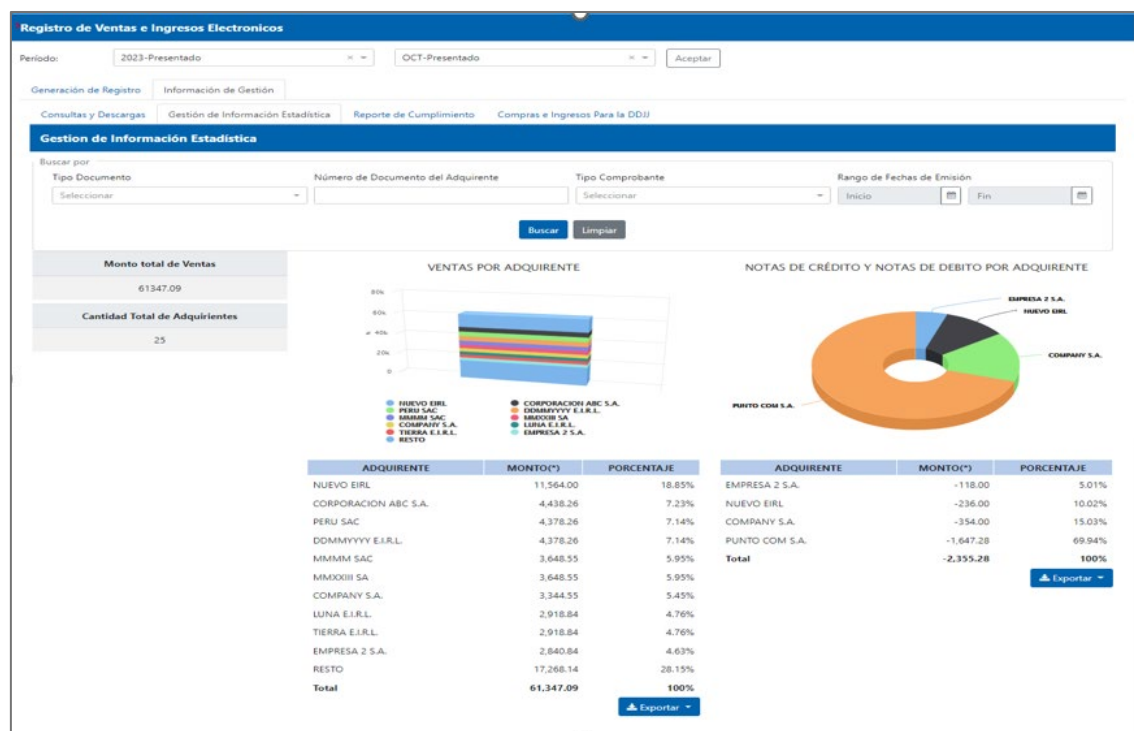 Registro de Ventas e Ingresos Electronicos
Período: 2023-Presentado × OCT-Presentado × Aceptar
Generación de Registro Información de Gestión
Consultas y Descargas Gestión de Información Estadística Reporte de Cumplimiento Compras e Ingresos Para la DDJJ
Gestion de Información Estadística
Buscar por
Tipo Documento Número de Documento del Adquirente Tipo Comprobante Rango de Fechas de Emisión
Seleccionar Seleccionar Inicio Fin
Buscar Limpiar
Monto total de Ventas
61347.09
Cantidad Total de Adquirientes
25
VENTAS POR ADQUIRENTE
80k
60k
40k
20k
0
NUEVO EIRL CORPORACION ABC S.A.
PERU SAC DDMMYYYY E.I.R.L.
MMMM SAC MMXXIII SA
COMPANY S.A. LUNA E.I.R.L.
TIERRA E.I.R.L. EMPRESA 2 S.A.
RESTO
NOTAS DE CRÉDITO Y NOTAS DE DEBITO POR ADQUIRENTE
EMPRESA 2 S.A.
NUEVO EIRL
COMPANY S.A.
PUNTO COM S.A.
ADQUIRENTE MONTO(*) PORCENTAJE
NUEVO EIRL 11,564.00 18.85%
CORPORACION ABC S.A. 4,438.26 7.23%
PERU SAC 4,378.26 7.14%
DDMMYYYY E.I.R.L. 4,378.26 7.14%
MMMM SAC 3,648.55 5.95%
MMXXIII SA 3,648.55 5.95%
COMPANY S.A. 3,344.55 5.45%
LUNA E.I.R.L. 2,918.84 4.76%
TIERRA E.I.R.L. 2,918.84 4.76%
EMPRESA 2 S.A. 2,840.84 4.63%
RESTO 17,268.14 28.15%
Total 61,347.09 100%
Exportar
ADQUIRENTE MONTO(*) PORCENTAJE
EMPRESA 2 S.A. -118.00 5.01%
NUEVO EIRL -236.00 10.02%
COMPANY S.A. -354.00 15.03%
PUNTO COM S.A. -1,647.28 69.94%
Total -2,355.28 100%
Exportar